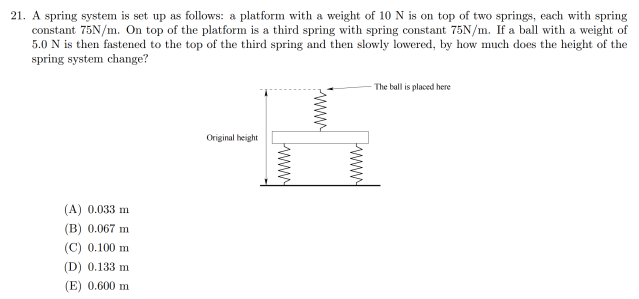 21. A spring system is set up as follows: a platform with a weight of 10 N is on top of two springs, each with spring
constant 75N/m. On top of the platform is a third spring with spring constant 75N/m. If a ball with a weight of
5.0 N is then fastened to the top of the third spring and then slowly lowered, by how much does the height of the
spring system change?
The ball is placed here
Original height
(A) 0.033 m
(B) 0.067 m
(C) 0.100 m
(D) 0.133 m
(E) 0.600 m